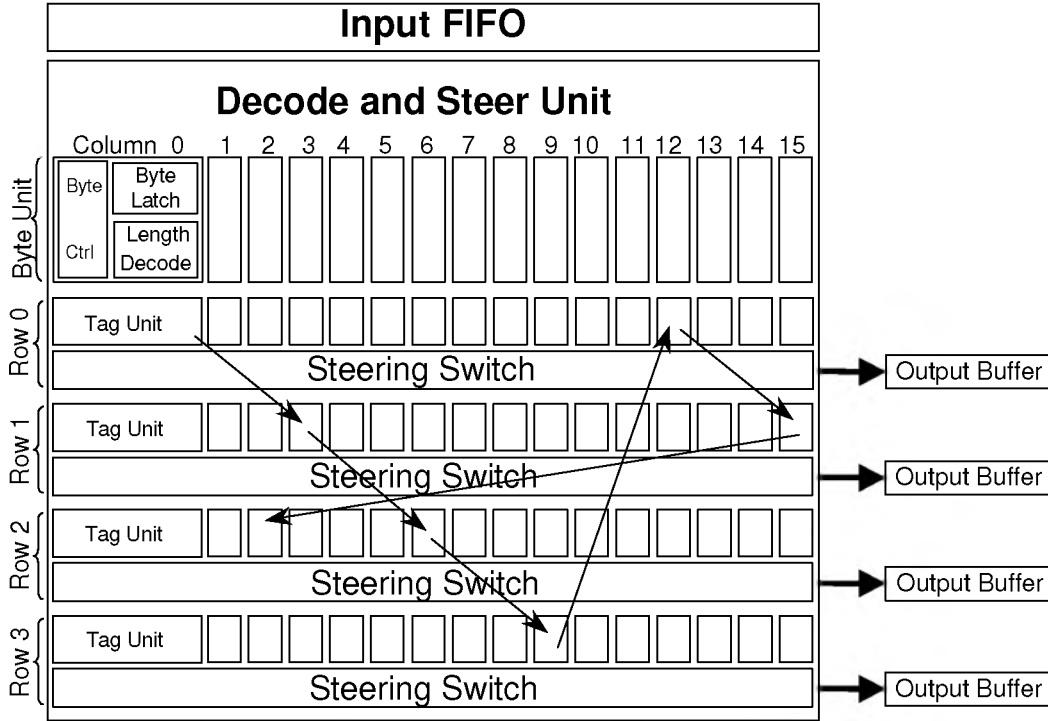 Input FIFO
Decode and Steer Unit
Column 0 1 2 3 4 5 6 7 8 9 10 11 12 13 14 15
Byte Unit
Byte
Ctrl
Byte
Latch
Length
Decode
Row 0
Tag Unit
Steering Switch
Output Buffer
Row 1
Tag Unit
Steering Switch
Output Buffer
Row 2
Tag Unit
Steering Switch
Output Buffer
Row 3
Tag Unit
Steering Switch
Output Buffer